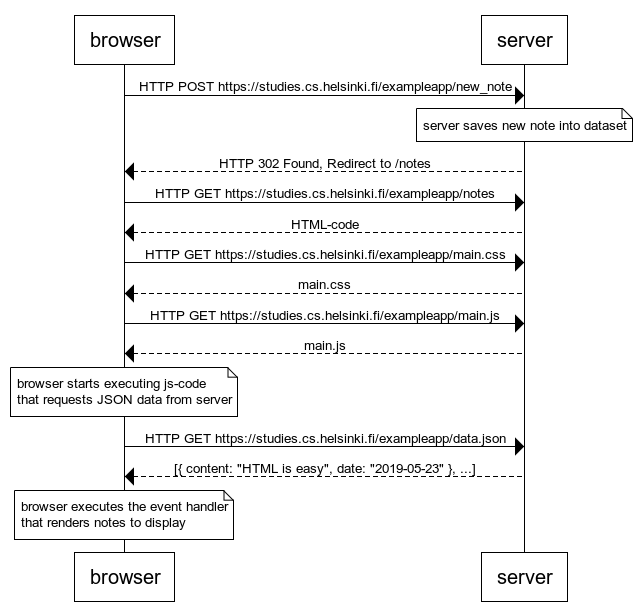 browser
server
HTTP POST https://studies.cs.helsinki.fi/exampleapp/new_note
server saves new note into dataset
HTTP 302 Found, Redirect to /notes
HTTP GET https://studies.cs.helsinki.fi/exampleapp/notes
HTML-code
HTTP GET https://studies.cs.helsinki.fi/exampleapp/main.css
main.css
HTTP GET https://studies.cs.helsinki.fi/exampleapp/main.js
main.js
browser starts executing js-code
that requests JSON data from server
HTTP GET https://studies.cs.helsinki.fi/exampleapp/data.json
[{ content: "HTML is easy", date: "2019-05-23" }, ...]
browser executes the event handler
that renders notes to display
browser
server